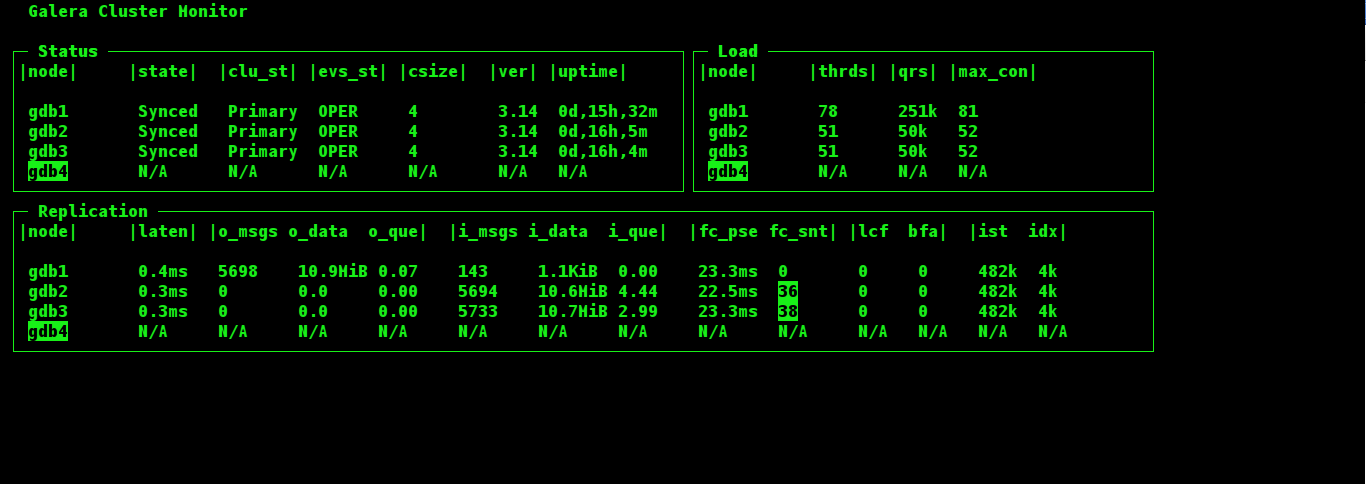 Galera Cluster Monitor
Status
|node| |state| |clu_st| |evs_st| |csize| |ver| |uptime|
gdb1 Synced Primary OPER 4 3.14 0d,15h,32m
gdb2 Synced Primary OPER 4 3.14 0d,16h,5m
gdb3 Synced Primary OPER 4 3.14 0d,16h,4m
gdb4 N/A N/A N/A N/A N/A N/A
Load
|node| |thrds| |qrs| |max_con|
gdb1 78 251k 81
gdb2 51 50k 52
gdb3 51 50k 52
gdb4 N/A N/A N/A
Replication
|node| |laten| |o_msgs o_data o_que| |i_msgs i_data i_que| |fc_pse fc_snt| |lcf bfa| |ist idx|
gdb1 0.4ms 5698 10.9HiB 0.07 143 1.1KiB 0.00 23.3ms 0 0 0 482k 4k
gdb2 0.3ms 0 0.0 0.00 5694 10.6HiB 4.44 22.5ms 36 0 0 482k 4k
gdb3 0.3ms 0 0.0 0.00 5733 10.7HiB 2.99 23.3ms 38 0 0 482k 4k
gdb4 N/A N/A N/A N/A N/A N/A N/A N/A N/A N/A N/A N/A N/A